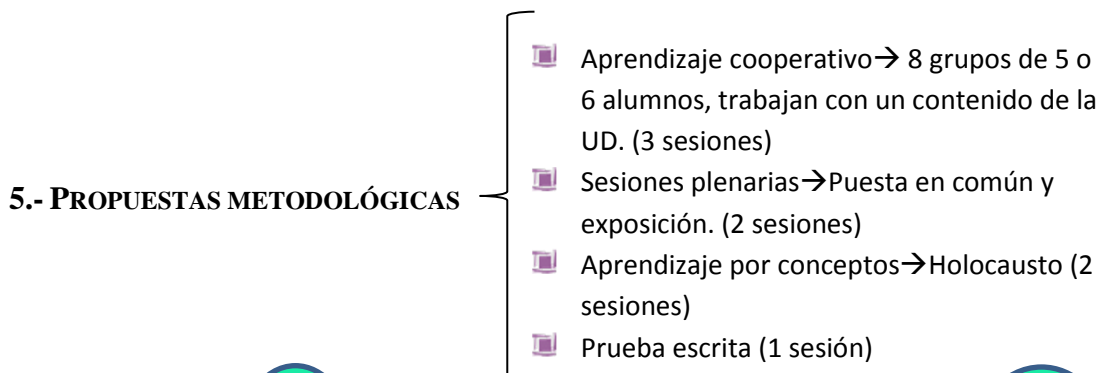 Aprendizaje cooperativo→ 8 grupos de 5 o
6 alumnos, trabajan con un contenido de la
UD. (3 sesiones)
5.- PROPUESTAS METODOLÓGICAS
Sesiones plenarias→Puesta en común y
exposición. (2 sesiones)
Aprendizaje por conceptos→Holocausto (2
sesiones)
Prueba escrita (1 sesión)